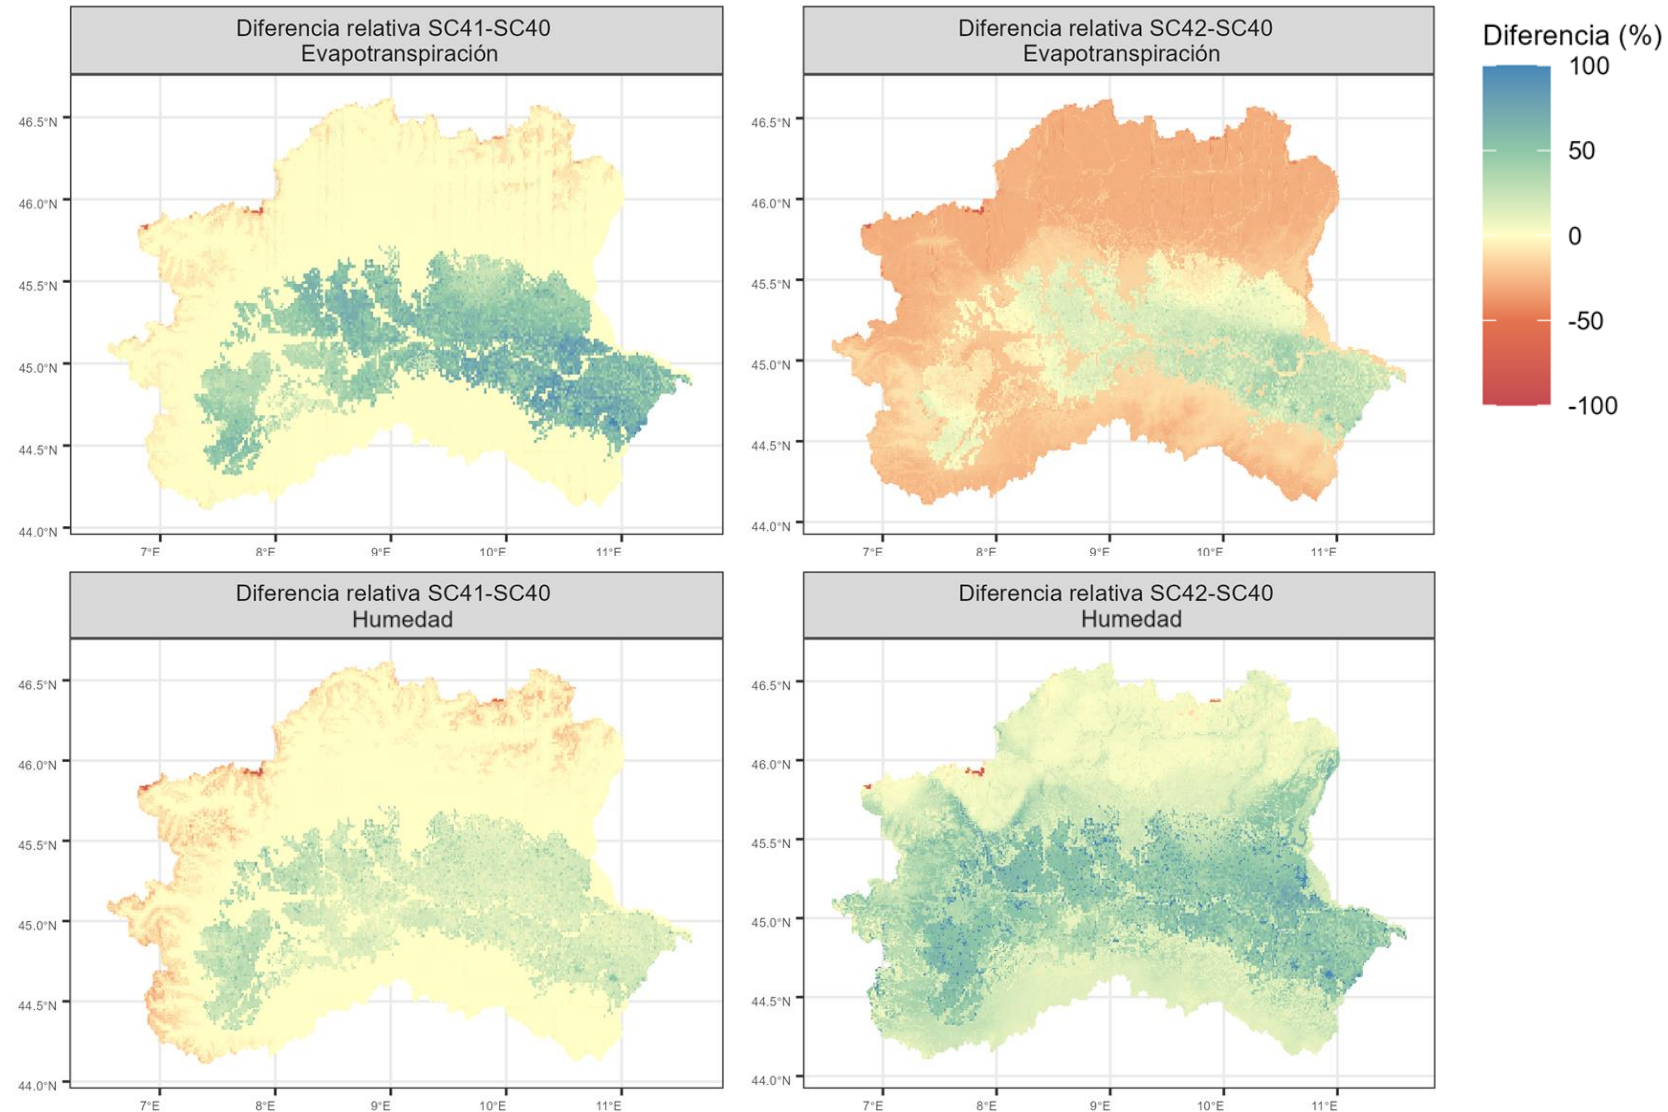 Diferencia relativa SC41-SC40
Evapotranspiración
Diferencia relativa SC42-SC40
Evapotranspiración
Diferencia (%)
100
50
0
-50
-100
46.5°N
46.0°N
45.5°N
45.0°N
44.5°N
44.0°N
7°E 8°E 9°E 10°E 11°E
46.5°N
46.0°N
45.5°N
45.0°N
44.5°N
44.0°N
7°E 8°E 9°E 10°E 11°E
Diferencia relativa SC41-SC40
Humedad
Diferencia relativa SC42-SC40
Humedad
46.5°N
46.0°N
45.5°N
45.0°N
44.5°N
44.0°N
7°E 8°E 9°E 10°E 11°E
46.5°N
46.0°N
45.5°N
45.0°N
44.5°N
44.0°N
7°E 8°E 9°E 10°E 11°E